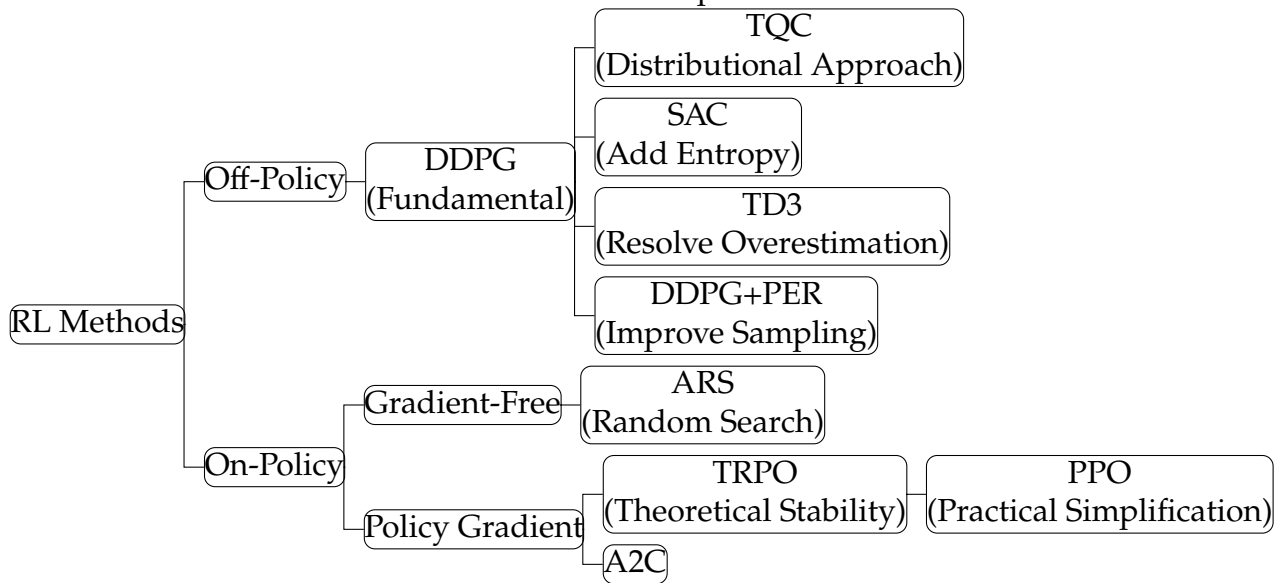 TQC
(Distributional Approach)
SAC
(Add Entropy)
Off-Policy
DDPG
(Fundamental)
TD3
(Resolve Overestimation)
DDPG+PER
(Improve Sampling)
RL Methods
Gradient-Free
ARS
(Random Search)
On-Policy
TRPO
(Theoretical Stability)
PPO
(Practical Simplification)
Policy Gradient
A2C